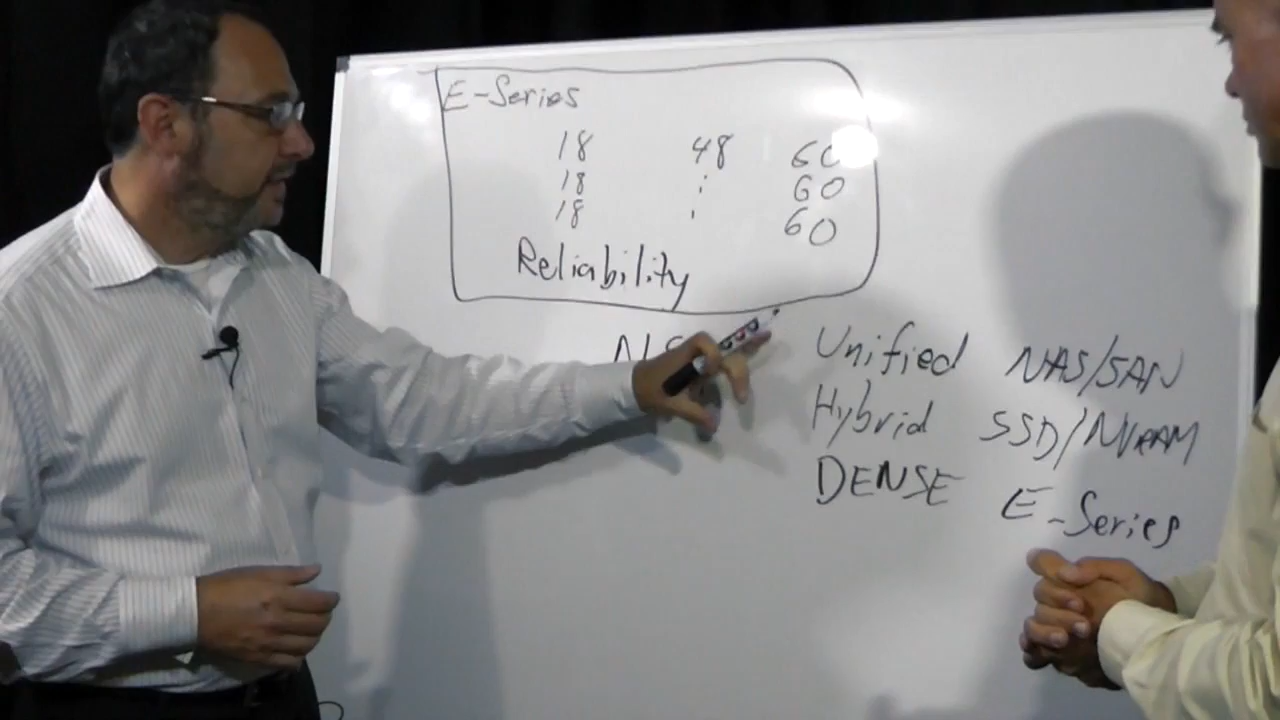 E-Series
18 48 60
18 : 60
18 . 60
Reliability
Unified NAS/SAN
Hybrid SSD/NVRAM
DENSE E-Series